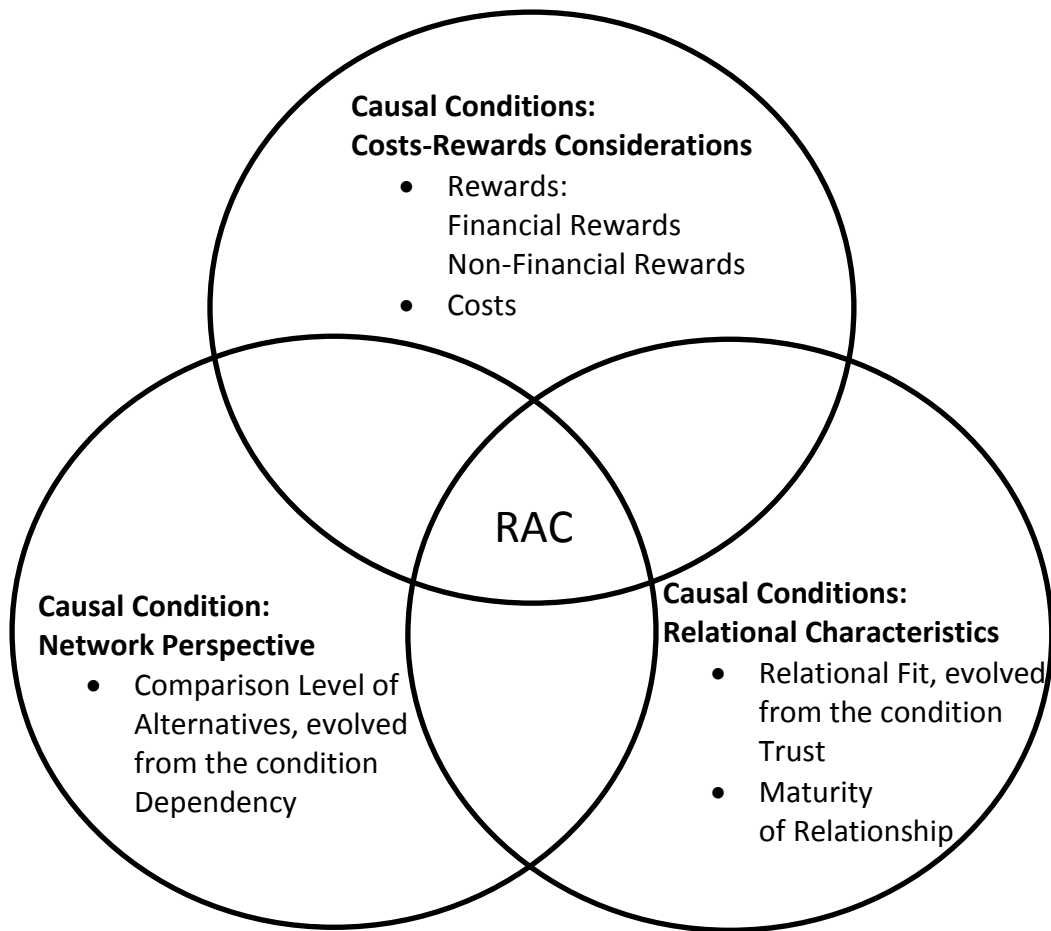 Causal Conditions:
Costs-Rewards Considerations
• Rewards:
Financial Rewards
Non-Financial Rewards
• Costs
RAC
Causal Condition:
Network Perspective
• Comparison Level of
Alternatives, evolved
from the condition
Dependency
Causal Conditions:
Relational Characteristics
• Relational Fit, evolved
from the condition
Trust
• Maturity
of Relationship